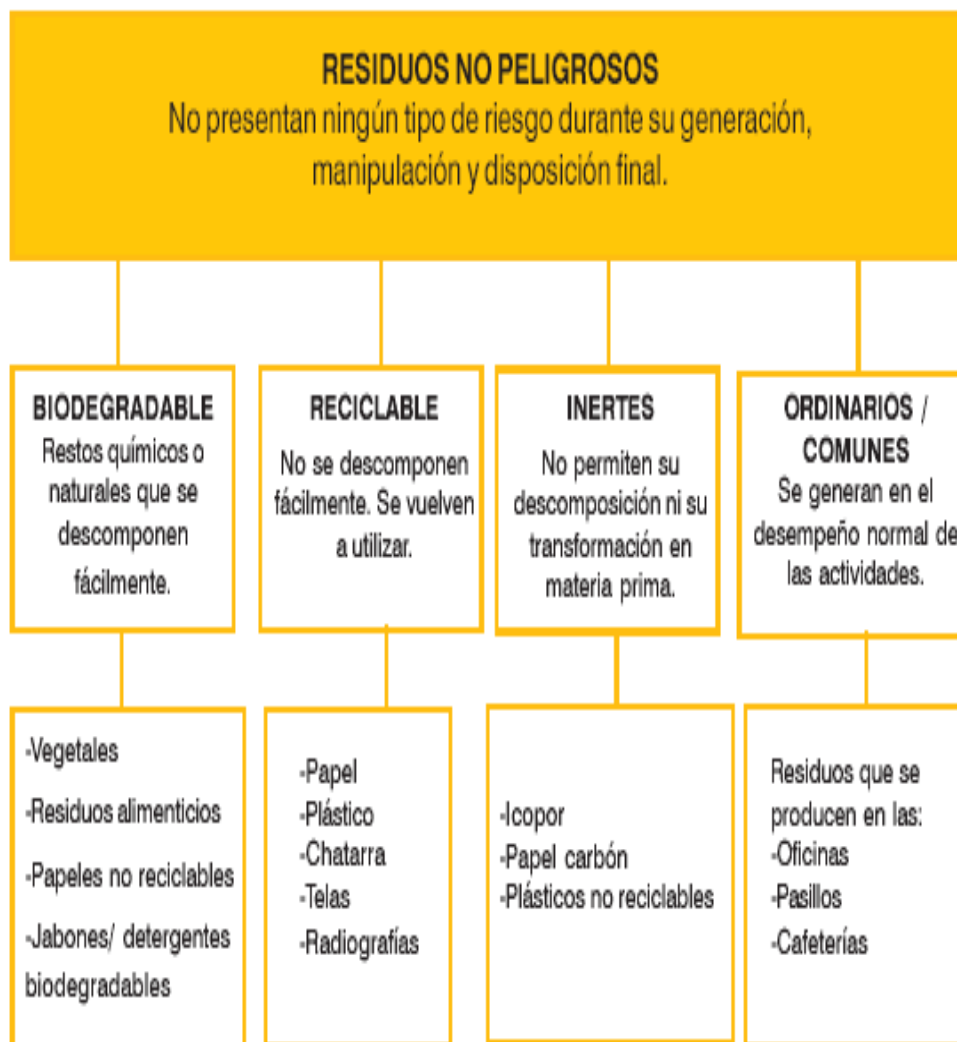 RESIDUOS NO PELIGROSOS
No presentan ningún tipo de riesgo durante su generación,
manipulación y disposición final.
BIODEGRADABLE
Restos químicos o
naturales que se
descomponen
fácilmente.
RECICLABLE
No se descomponen
fácilmente. Se vuelven
a utilizar.
INERTES
No permiten su
descomposición ni su
transformación en
materia prima.
ORDINARIOS /
COMUNES
Se generan en el
desempeño normal de
las actividades.
-Vegetales
-Residuos alimenticios
-Papeles no reciclables
-Jabones/ detergentes
biodegradables
-Papel
-Plástico
-Chatarra
-Telas
-Radiografías
-Icopor
-Papel carbón
-Plásticos no reciclables
Residuos que se
producen en las:
-Oficinas
-Pasillos
-Cafeterías